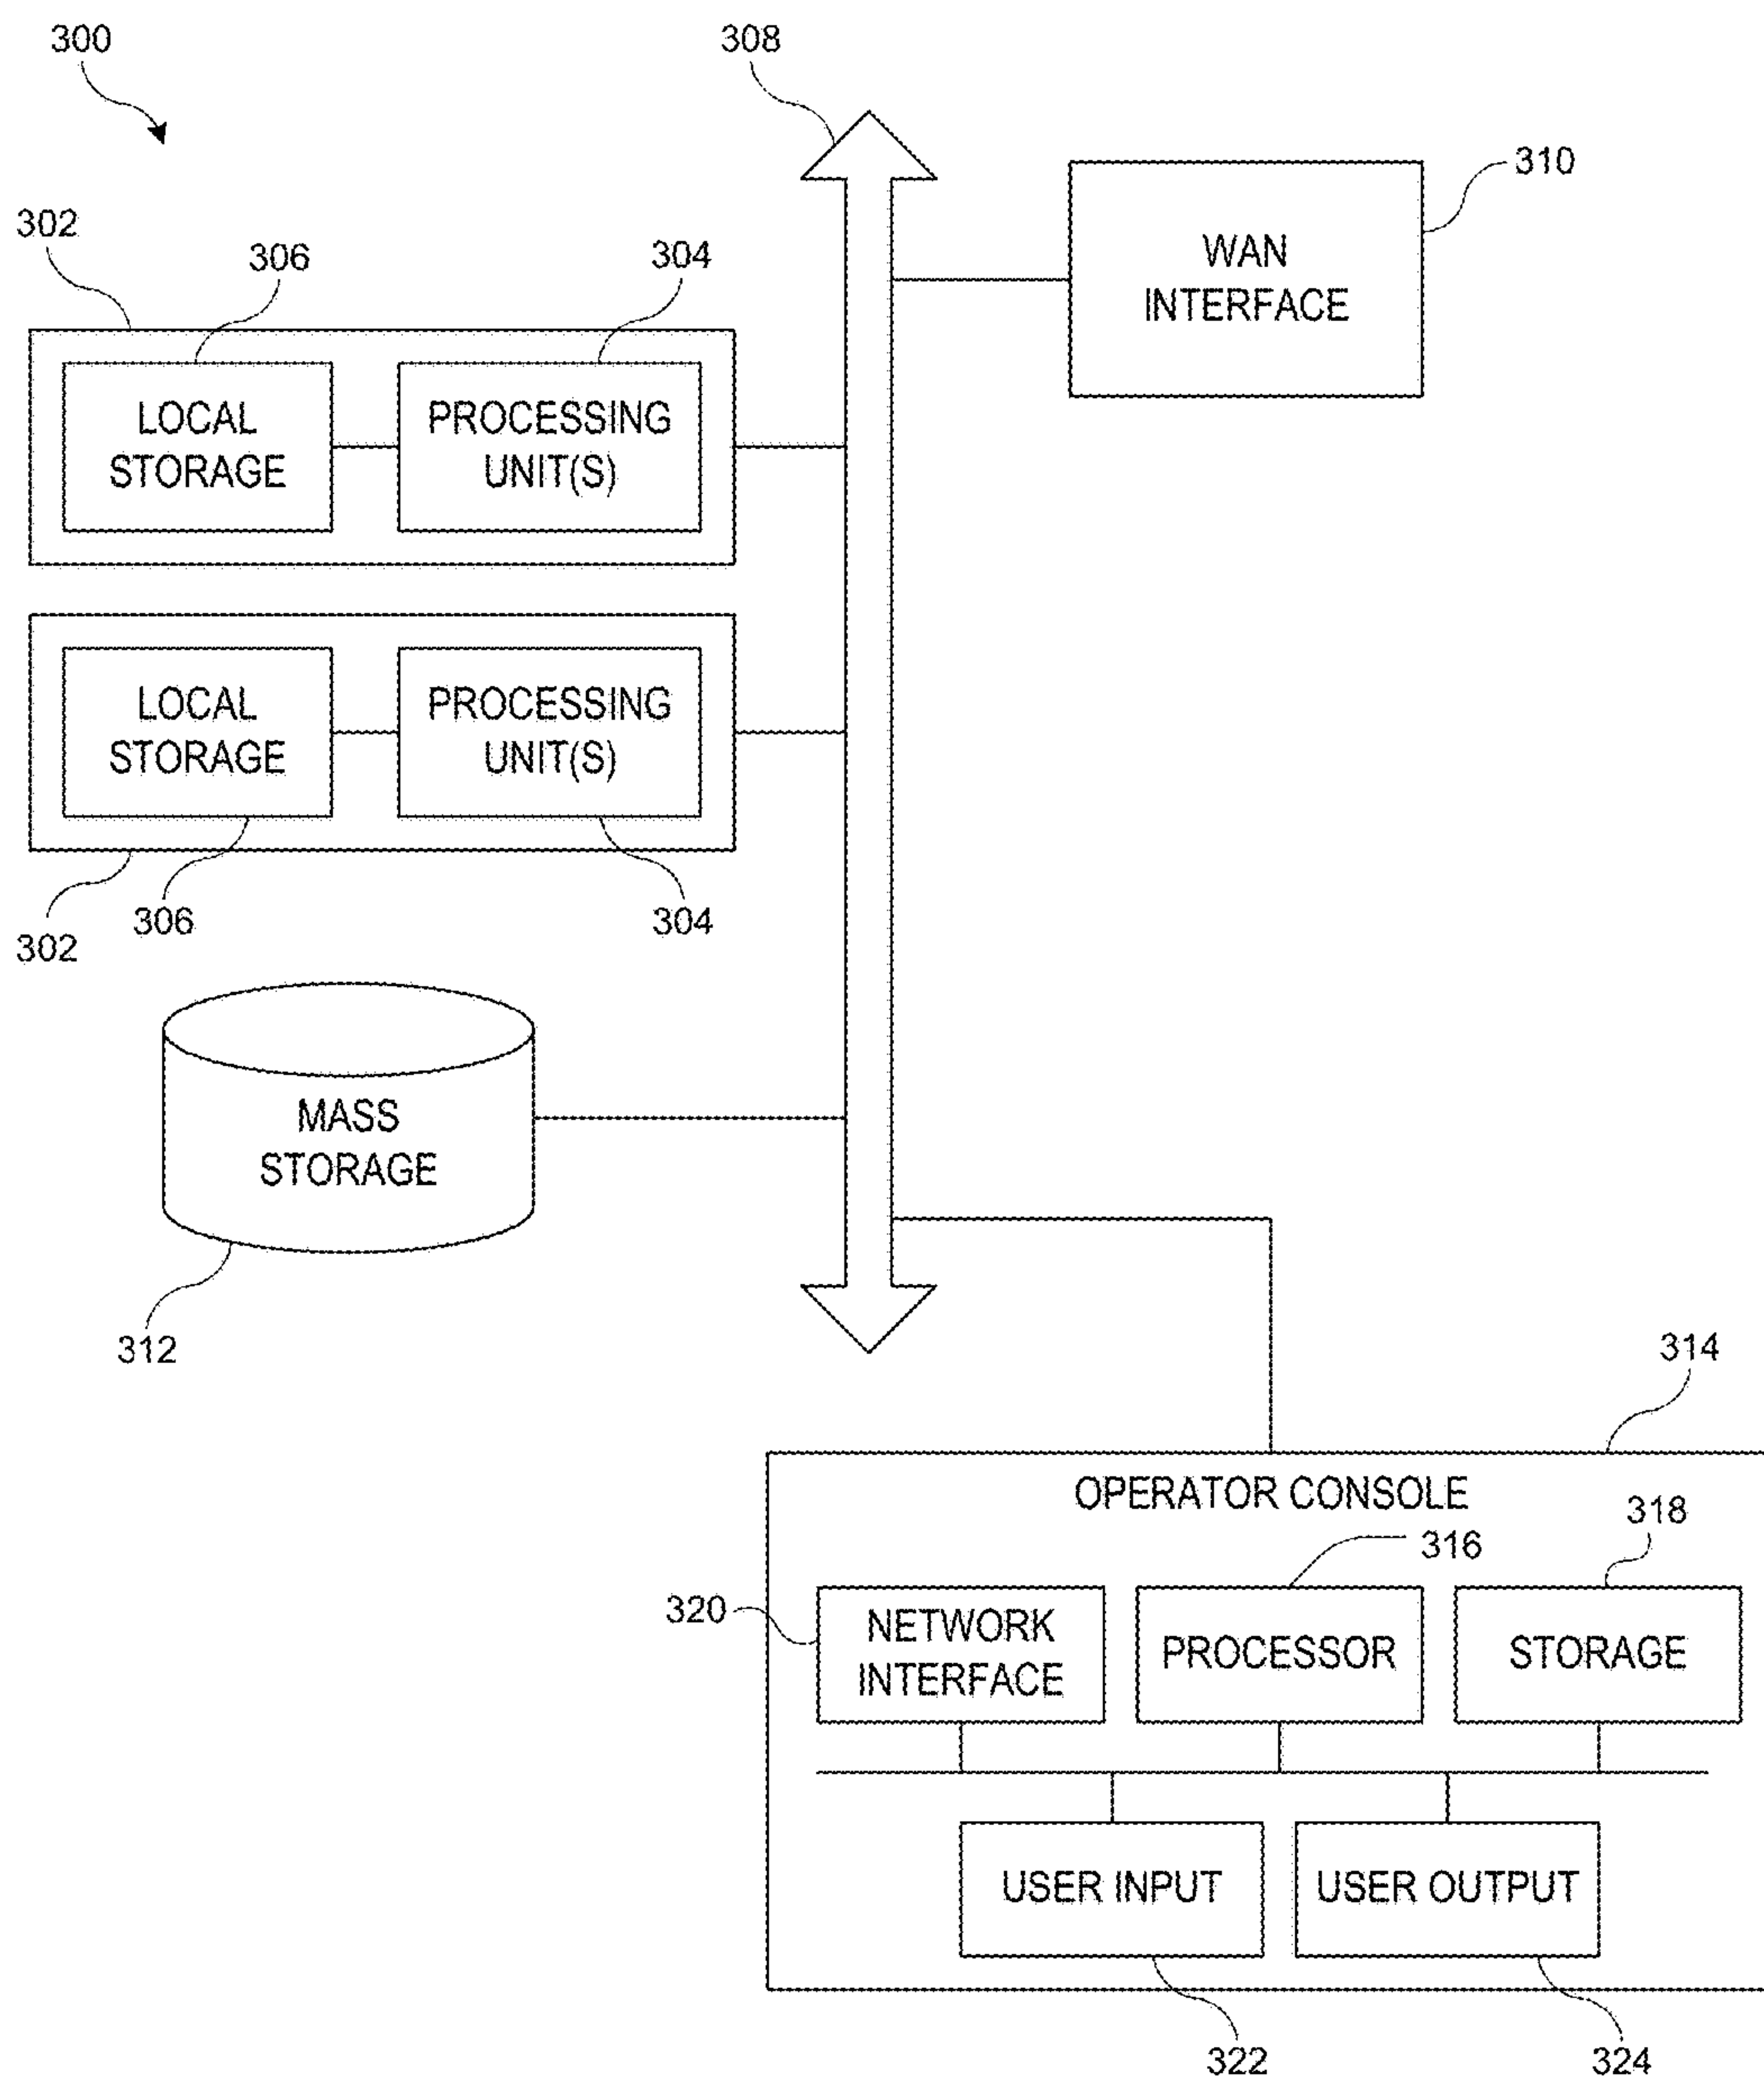 300
308
310
WAN
INTERFACE
302
306
304
LOCAL
STORAGE
PROCESSING
UNIT(S)
LOCAL
STORAGE
PROCESSING
UNIT(S)
306
304
302
MASS
STORAGE
312
314
OPERATOR CONSOLE
318
316
320
NETWORK
INTERFACE
PROCESSOR
STORAGE
USER INPUT
USER OUTPUT
322
324